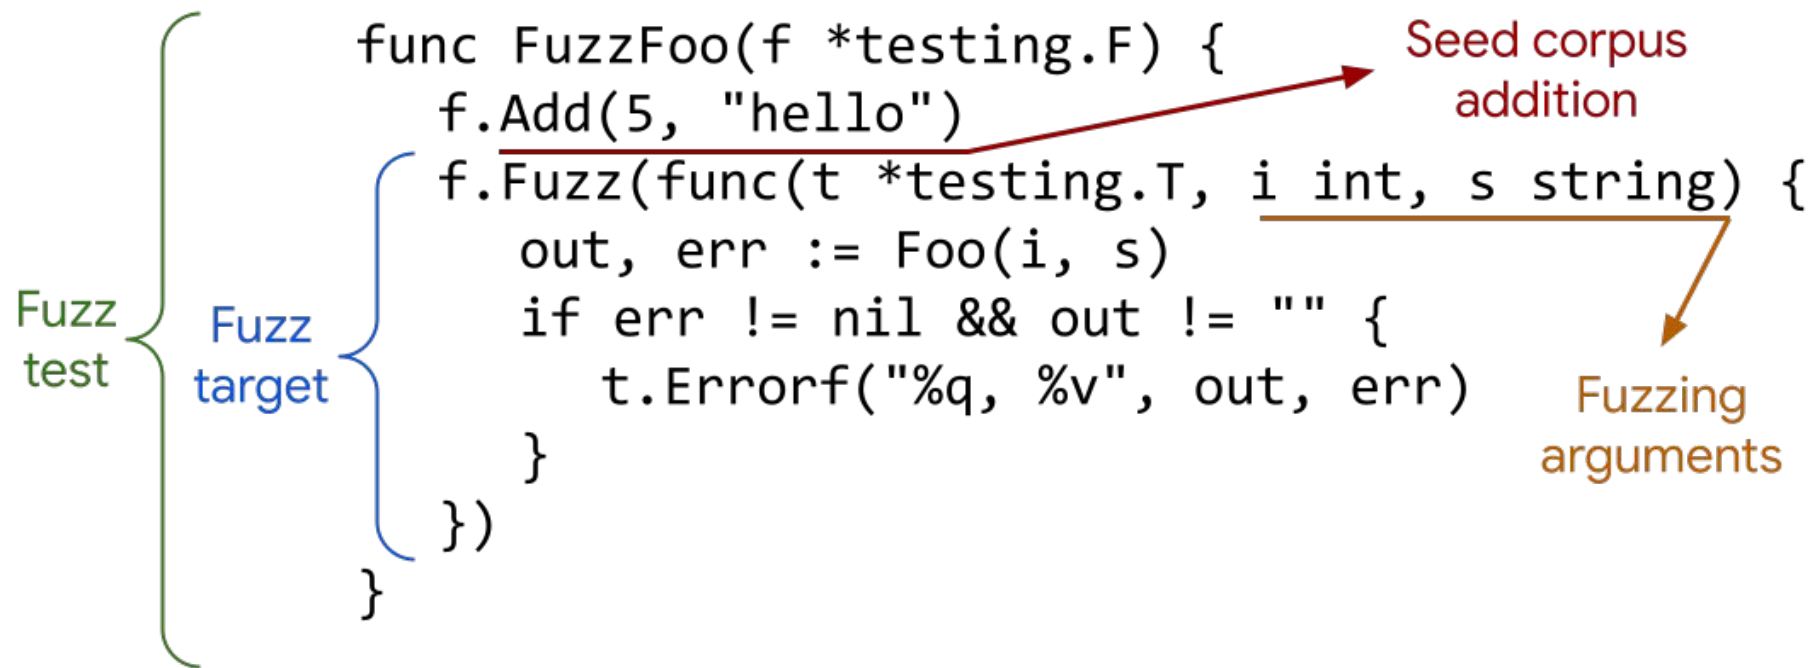 func FuzzFoo(f *testing.F) {
f.Add(5, "hello")
f.Fuzz(func(t *testing.T, i int, s string) {
out, err := Foo(i, s)
if err != nil && out != "" {
t.Errorf("%q, %v", out, err)
}
})
}
Fuzz
test
Fuzz
target
Seed corpus
addition
Fuzzing
arguments